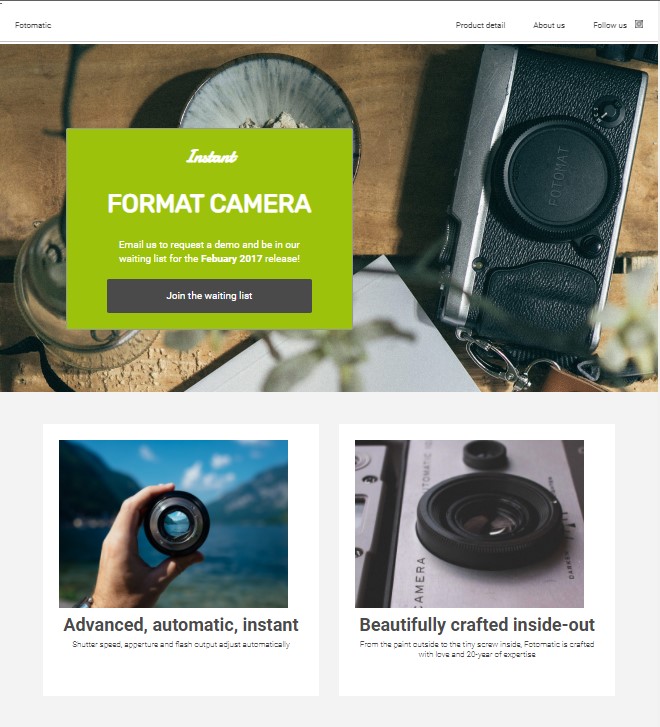 Fotomatic
Product detail
About us
Follow us
FOTOMAT
Instant
FORMAT CAMERA
Email us to request a demo and be in our
waiting list for the Febuary 2017 release!
Join the waiting list
CAMERA
Advanced, automatic, instant
Shutter speed, apperture and flash output adjust automatically
Beautifully crafted inside-out
From the paint outside to the tiny screw inside, Fotomatic is crafted
with love and 20-year of expertise